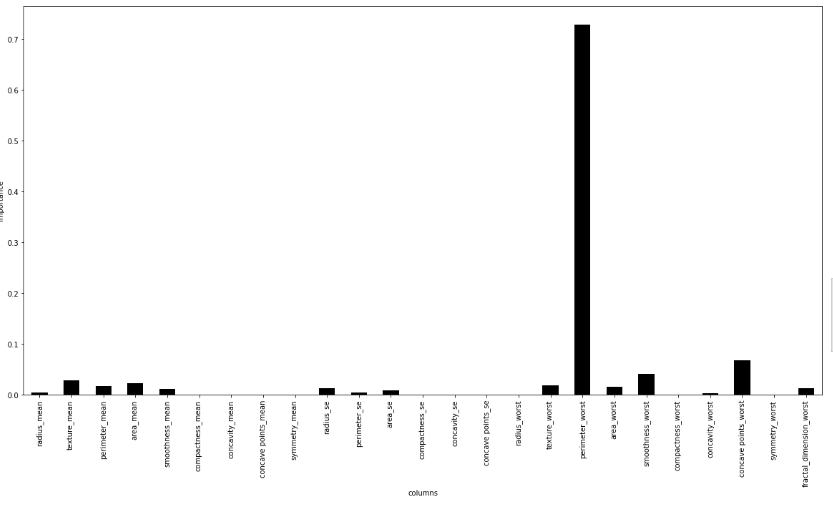 0.7
0.6
0.5
0.4
0.3
0.2
0.1
0.0
radius_mean
texture_mean
perimeter_mean
area_mean
smoothness_mean
compactness_mean
concavity_mean
concave points_mean
symmetry_mean
radius_se
perimeter_se
area_se
compactness_se
concavity_se
concave points_se
radius_worst
texture_worst
perimeter_worst
area_worst
smoothness_worst
compactness_worst
concavity_worst
concave points_worst
symmetry_worst
fractal_dimension_worst
columns